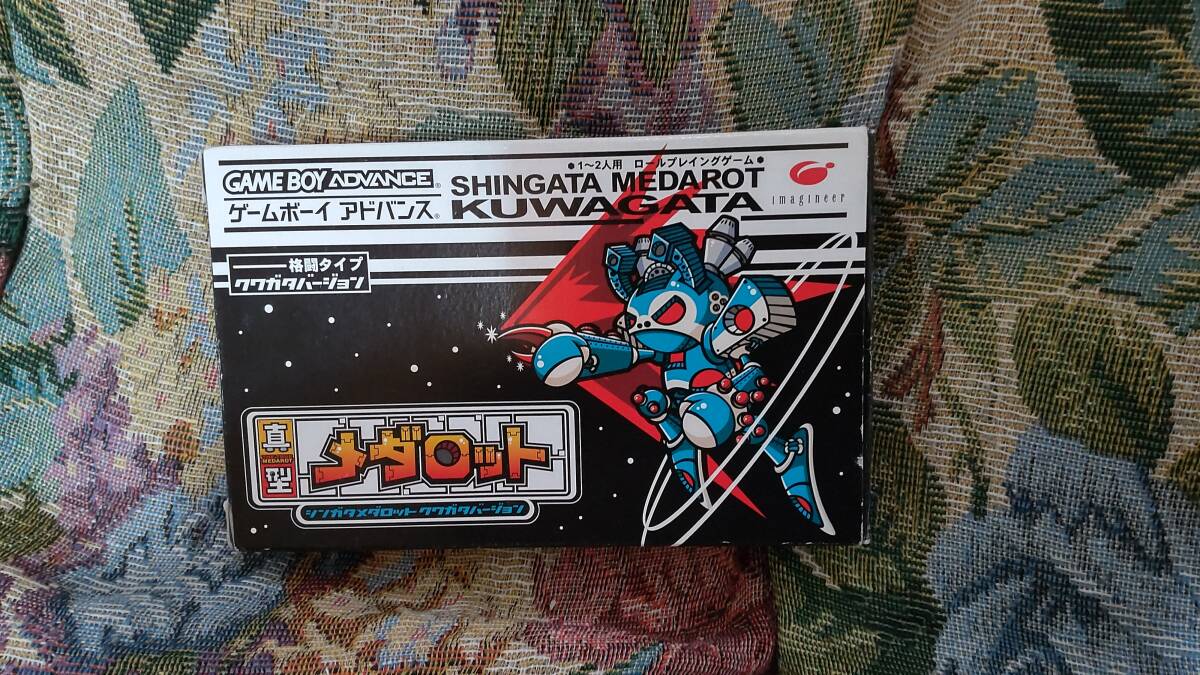 GAME BOY ADVANCE®
ゲームボーイ アドバンス®
●1〜2人用 ロールプレイングゲーム●
SHINGATA MEDAROT
KUWAGATA
imagineer
格闘タイプ
クワガタバージョン
真型
MEDAROT
メダロット
シンガタメダロット クワガタバージョン